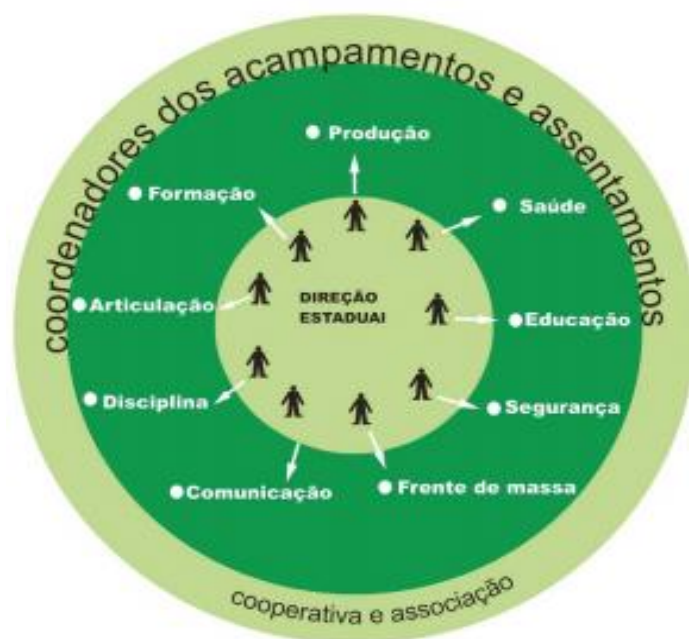 coordenadores dos acampamentos e assentamentos
Produção
Formação
Saúde
DIREÇÃO
ESTADUAI
Articulação
Educação
Disciplina
Segurança
Comunicação
Frente de massa
cooperativa e associação